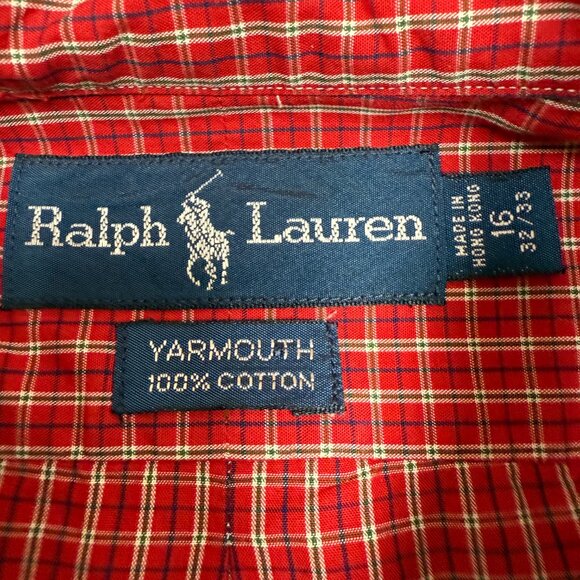 Ralph Lauren
MADE IN
HONG KONG
16
32/33
YARMOUTH
100% COTTON